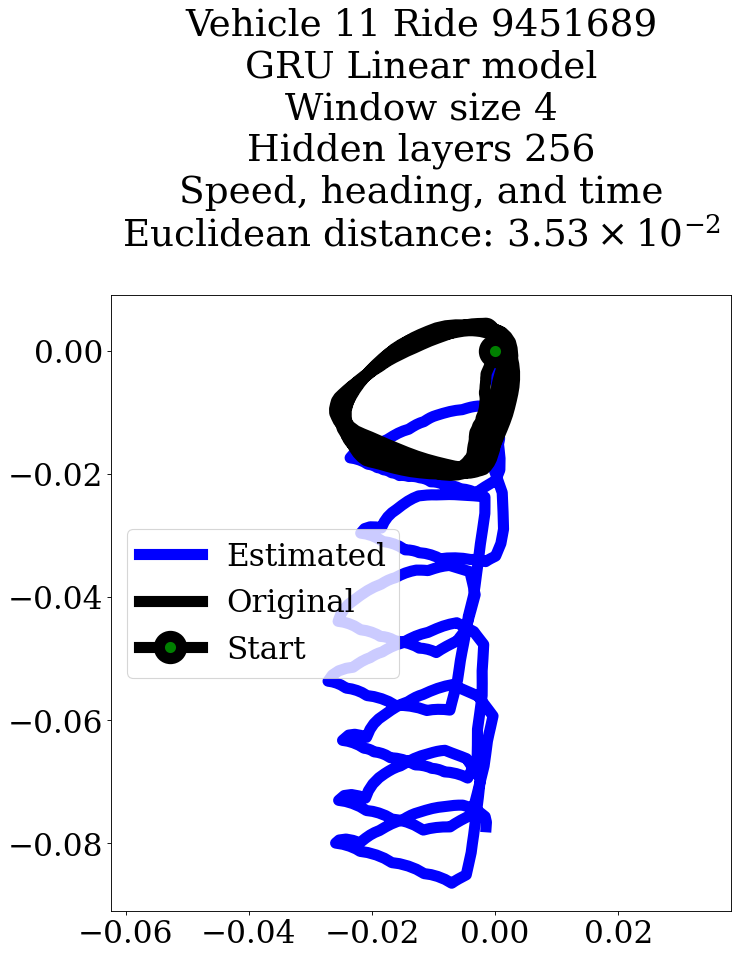 Vehicle 11 Ride 9451689
GRU Linear model
Window size 4
Hidden layers 256
Speed, heading, and time
Euclidean distance: 3.53 × 10⁻²
0.00
−0.02
−0.04
−0.06
−0.08
Estimated
Original
Start
−0.06 −0.04 −0.02 0.00 0.02